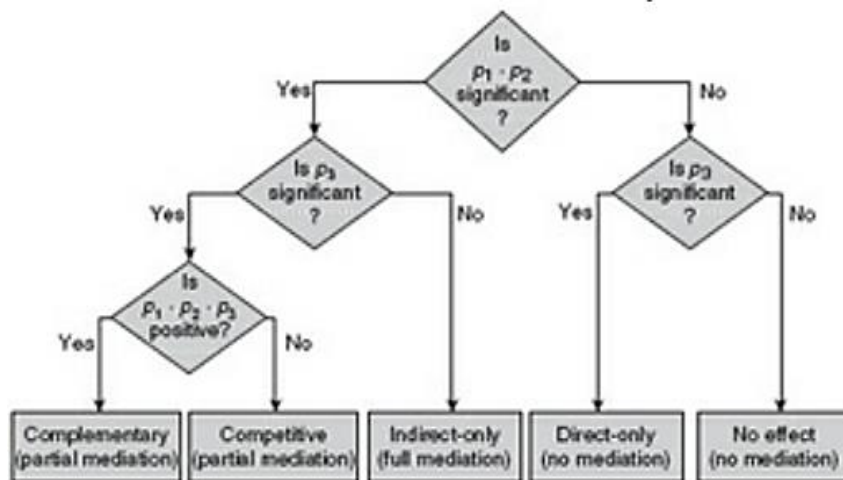 Is
p₁ · p₂
significant
?
Yes
No
Is p₃
significant
?
Is p₃
significant
?
Yes
No
Yes
No
Is
p₁ · p₂ · p₃
positive?
Yes
No
Complementary
(partial mediation)
Competitive
(partial mediation)
Indirect-only
(full mediation)
Direct-only
(no mediation)
No effect
(no mediation)